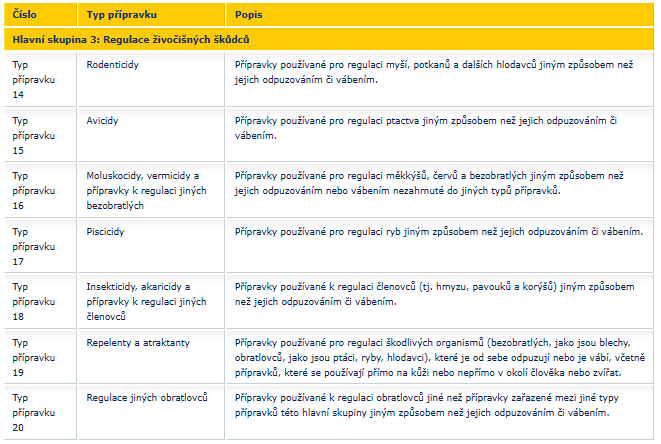 Číslo Typ přípravku Popis
Hlavní skupina 3: Regulace živočišných škůdců
Typ přípravku 14 Rodenticidy Přípravky používané pro regulaci myší, potkanů a dalších hlodavců jiným způsobem než
jejich odpuzováním či vábením.
Typ přípravku 15 Avicidy Přípravky používané pro regulaci ptactva jiným způsobem než jejich odpuzováním či
vábením.
Typ přípravku 16 Moluskocidy, vermicidy a přípravky k regulaci jiných bezobratlých Přípravky používané pro regulaci měkkýšů, červů a bezobratlých jiným způsobem než
jejich odpuzováním nebo vábením nezahrnuté do jiných typů přípravků.
Typ přípravku 17 Piscicidy Přípravky používané pro regulaci ryb jiným způsobem než jejich odpuzováním či vábením.
Typ přípravku 18 Insekticidy, akaricidy a přípravky k regulaci jiných členovců Přípravky používané k regulaci členovců (tj. hmyzu, pavouků a korýšů) jiným způsobem
než jejich odpuzováním či vábením.
Typ přípravku 19 Repelenty a atraktanty Přípravky používané pro regulaci škodlivých organismů (bezobratlých, jako jsou blechy,
obratlovců, jako jsou ptáci, ryby, hlodavci), které je od sebe odpuzují nebo je vábí, včetně
přípravků, které se používají přímo na kůži nebo nepřímo v okolí člověka nebo zvířat.
Typ přípravku 20 Regulace jiných obratlovců Přípravky používané k regulaci obratlovců jiné než přípravky zařazené mezi jiné typy
přípravků této hlavní skupiny jiným způsobem než jejich odpuzováním či vábením.